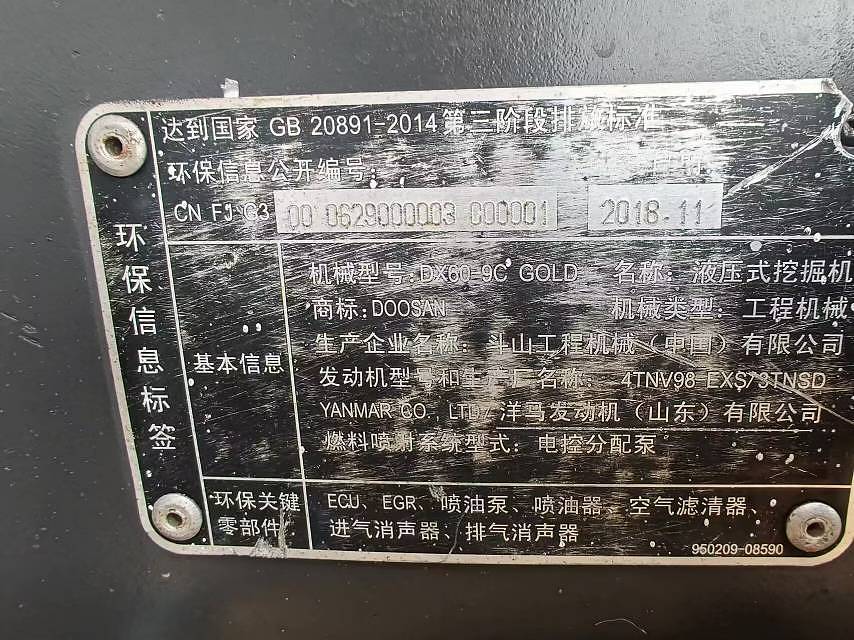 达到国家 GB 20891-2014 第三阶段排放标准
环保信息公开编号:
CN FJ G3 00 0629000003 000001 2018.11
环保信息标签
基本信息
机械型号:DX60-9C GOLD 名称:液压式挖掘机
商标:DOOSAN 机械类型:工程机械
生产企业名称:斗山工程机械(中国)有限公司
发动机型号和生产厂名称: 4TNV98-EXS/3TNSD
YANMAR CO., LTD/洋马发动机(山东)有限公司
燃料喷射系统型式:电控分配泵
环保关键零部件
ECU、EGR、喷油泵、喷油器、空气滤清器、
进气消声器、排气消声器
950209-08590